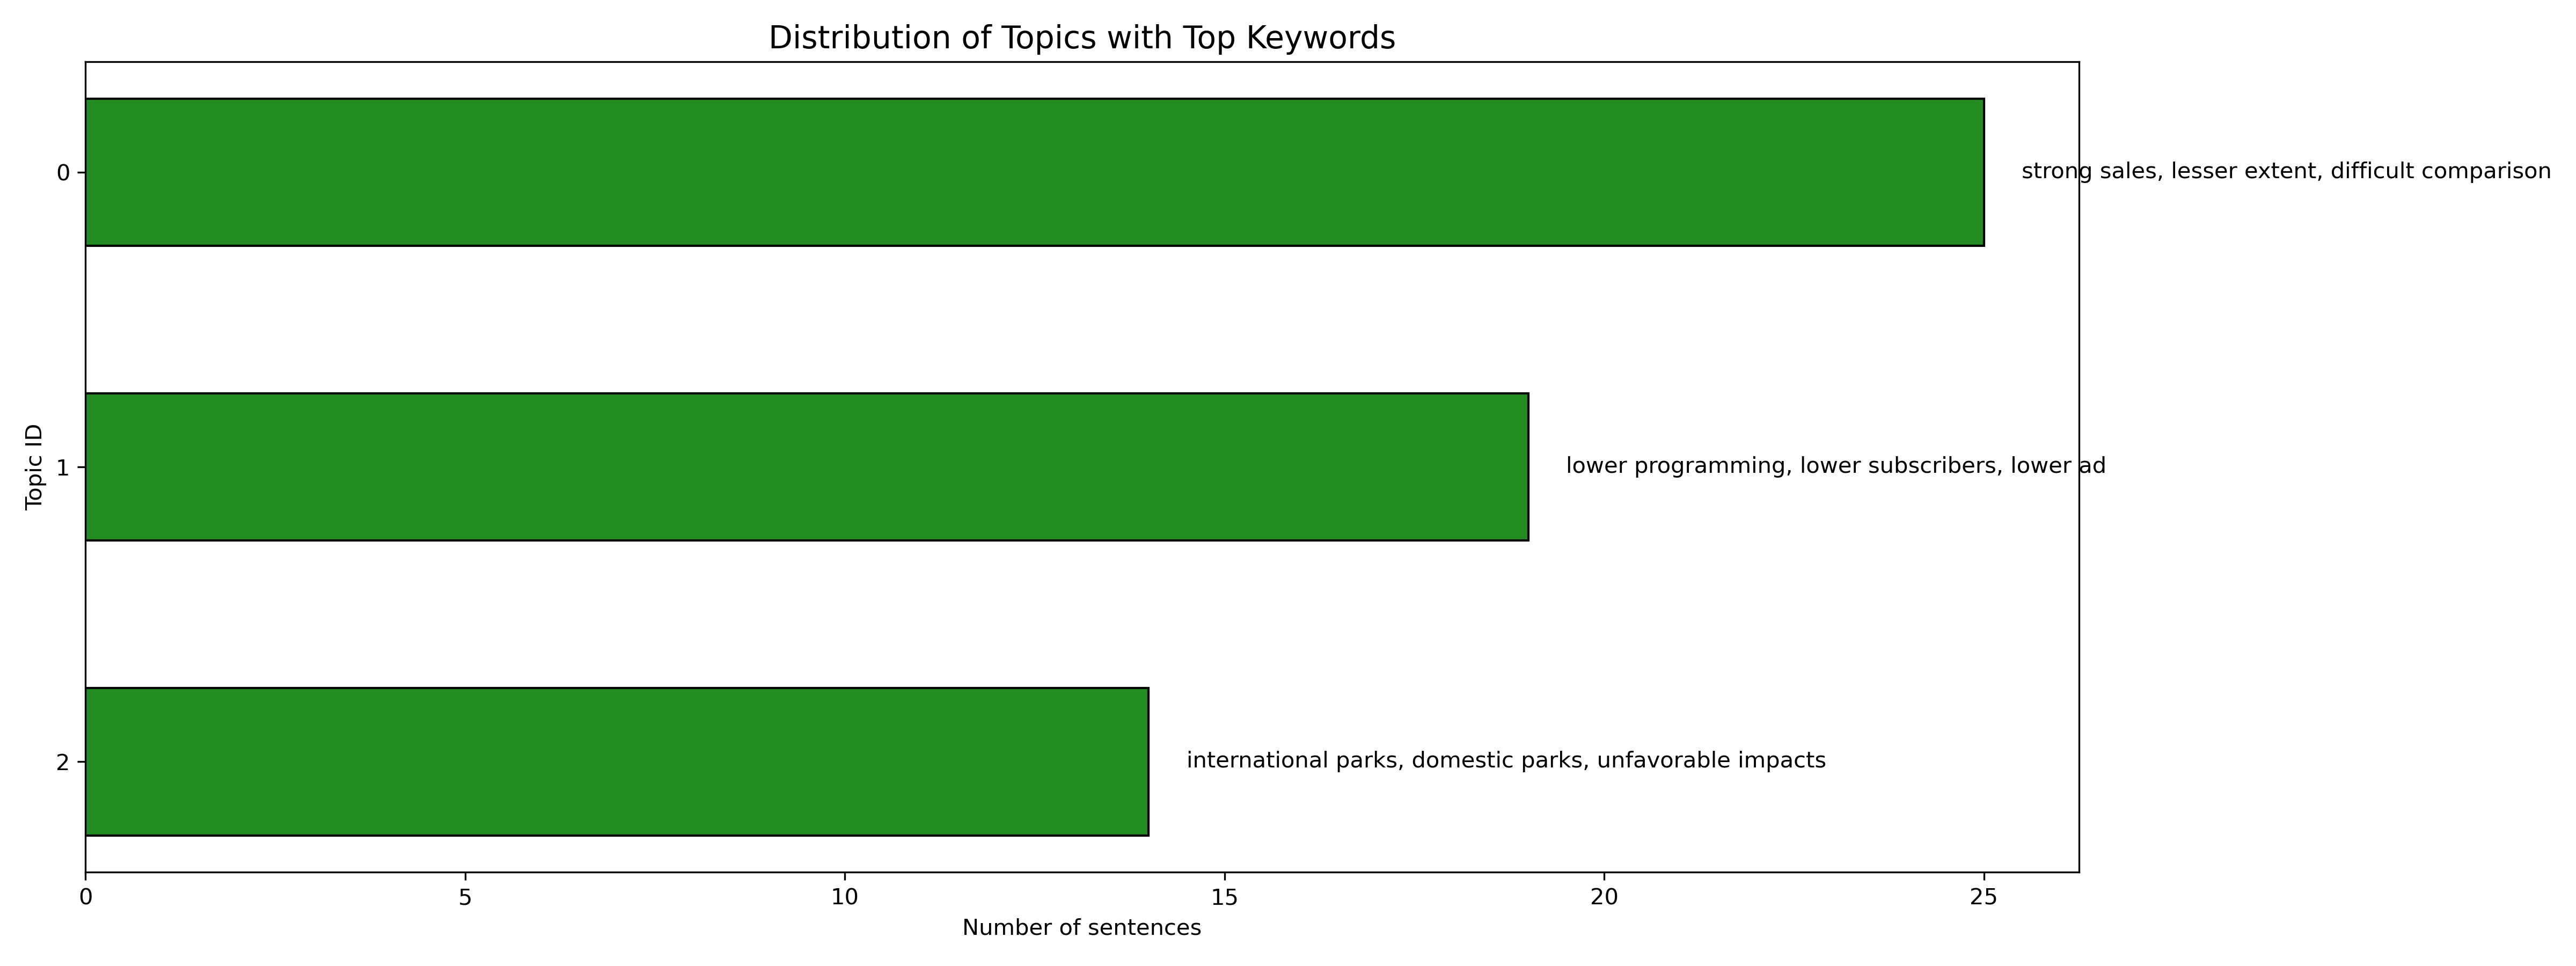 Distribution of Topics with Top Keywords
0
strong sales, lesser extent, difficult comparison
Topic ID
1
lower programming, lower subscribers, lower ad
2
international parks, domestic parks, unfavorable impacts
0 5 10 15 20 25
Number of sentences